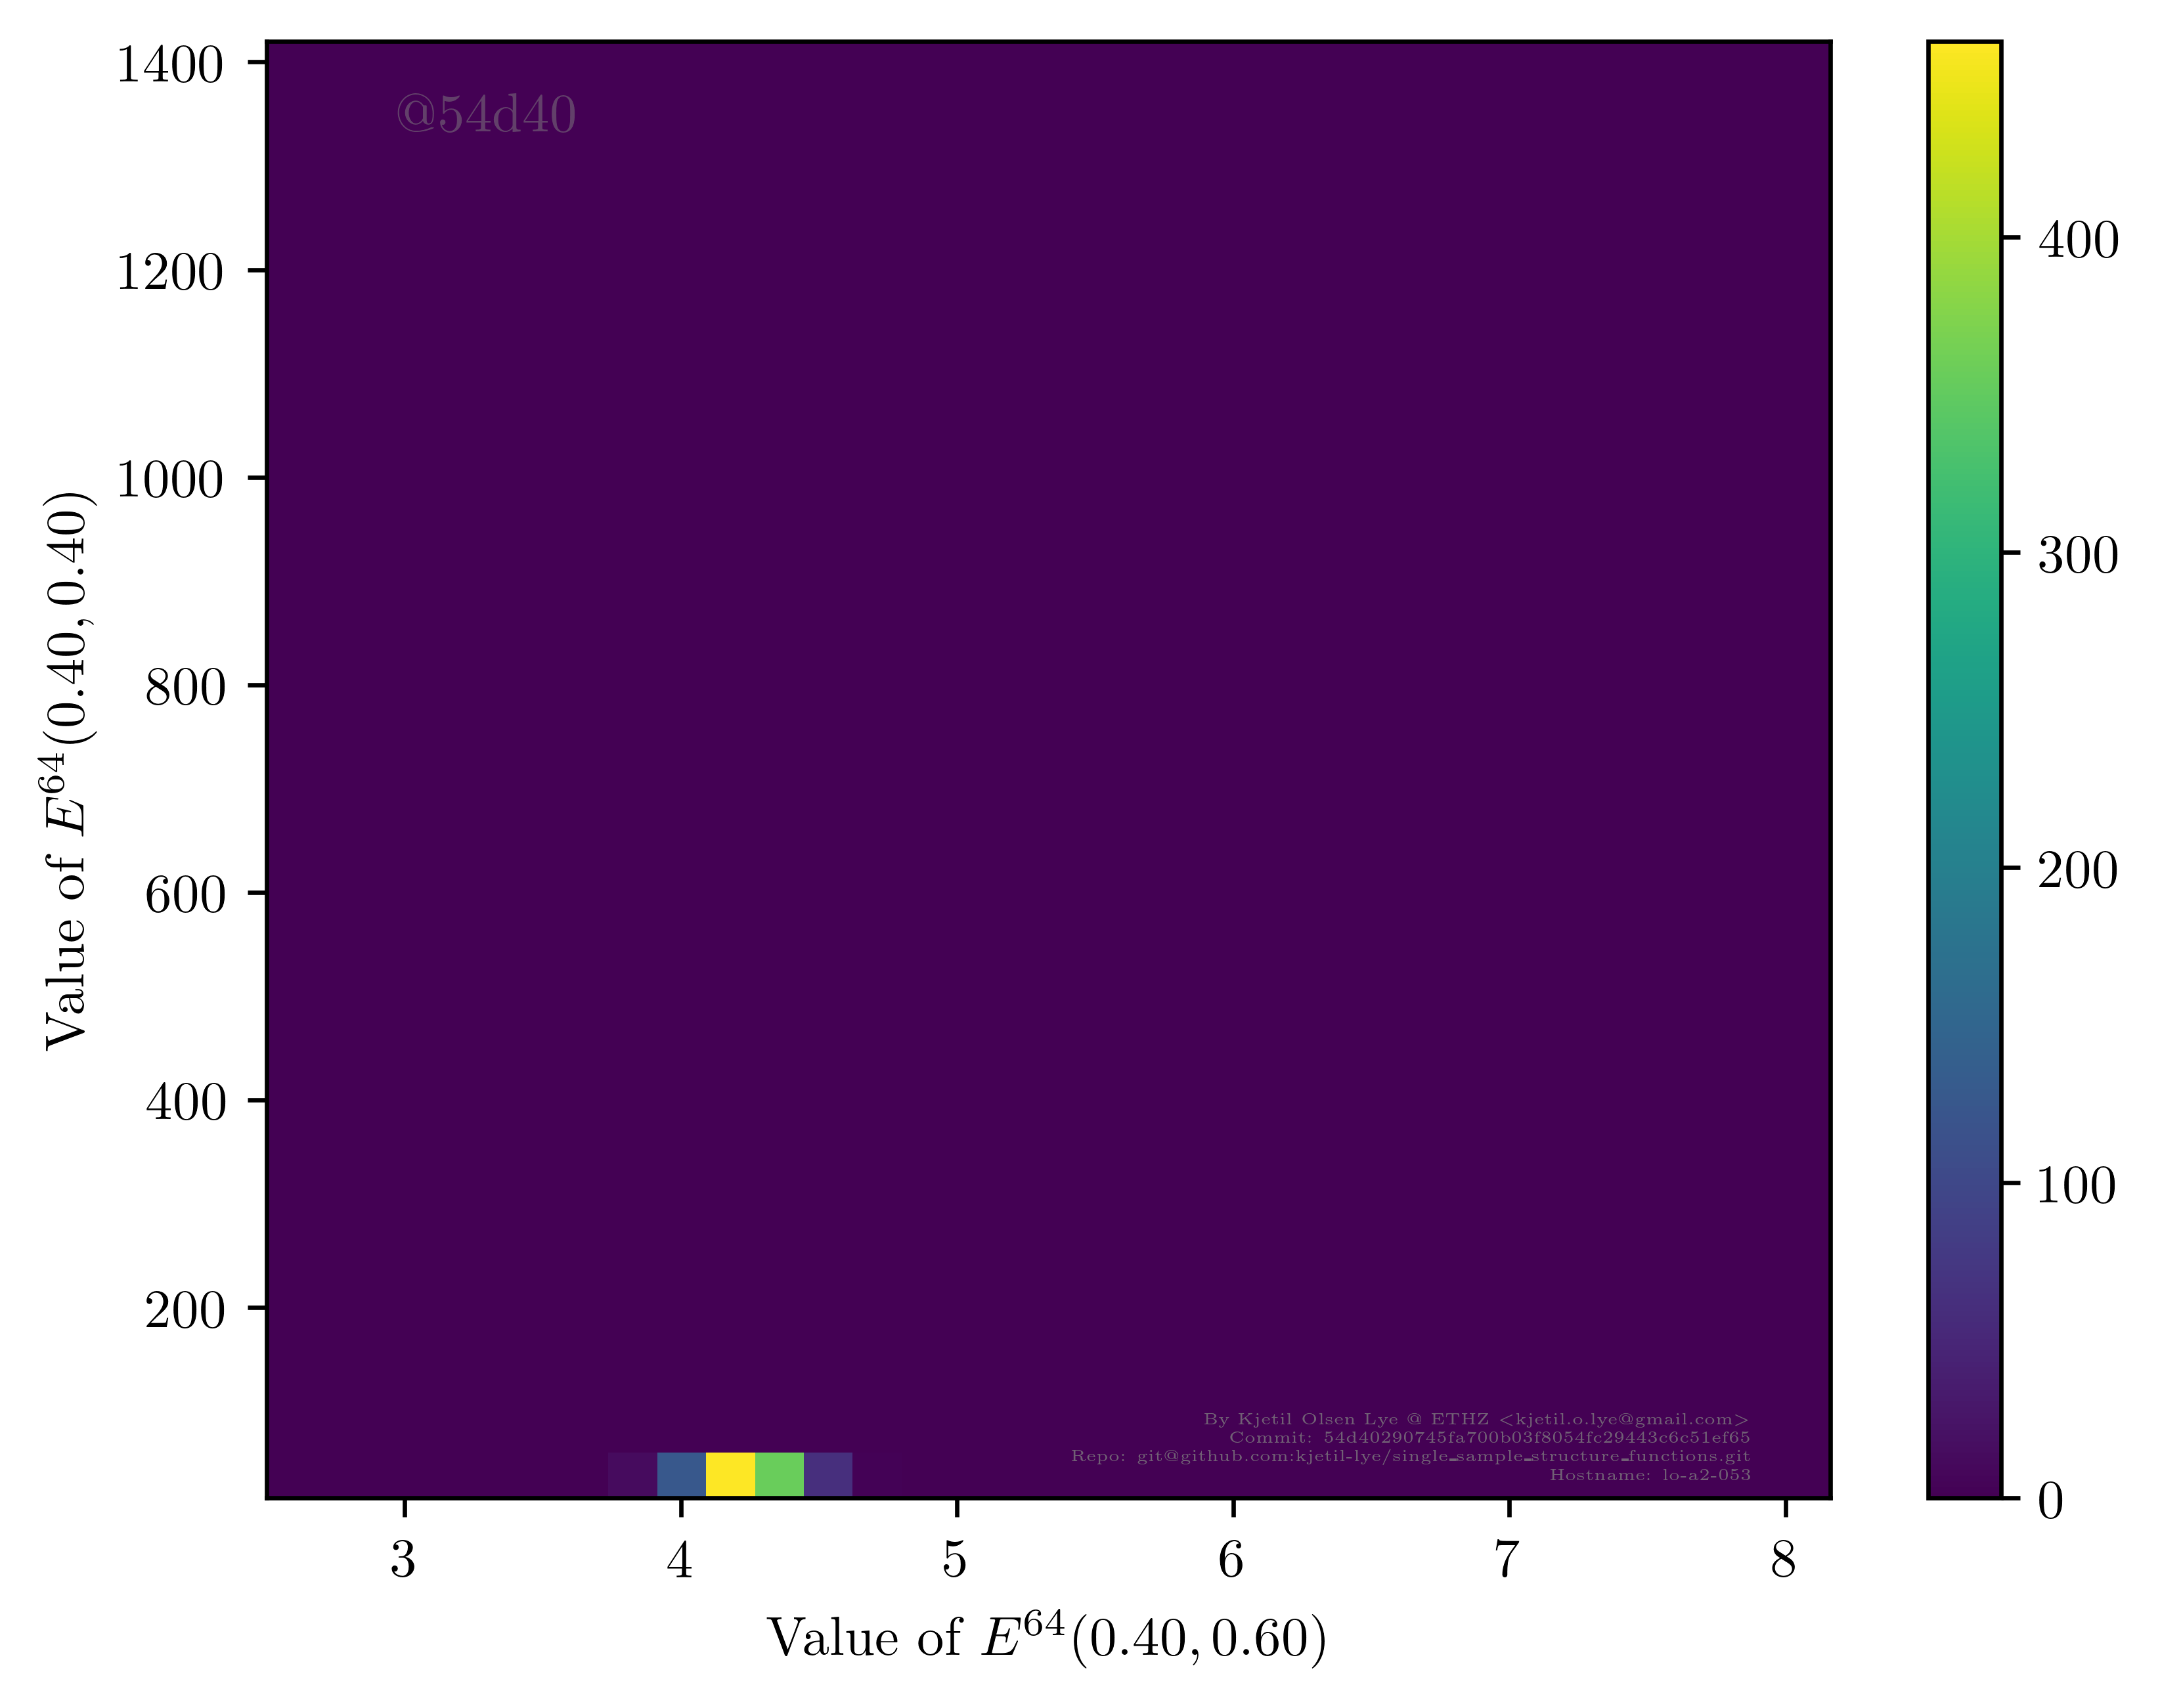 1400
1200
1000
800
600
400
200
Value of E^64(0.40, 0.40)
@54d40
By Kjetil Olsen Lye @ ETHZ <kjetil.o.lye@gmail.com>
Commit: 54d40290745fa700b03f8054fc29443c6c51ef65
Repo: git@github.com:kjetil-lye/single_sample_structure_functions.git
Hostname: lo-a2-053
3 4 5 6 7 8
Value of E^64(0.40, 0.60)
400
300
200
100
0